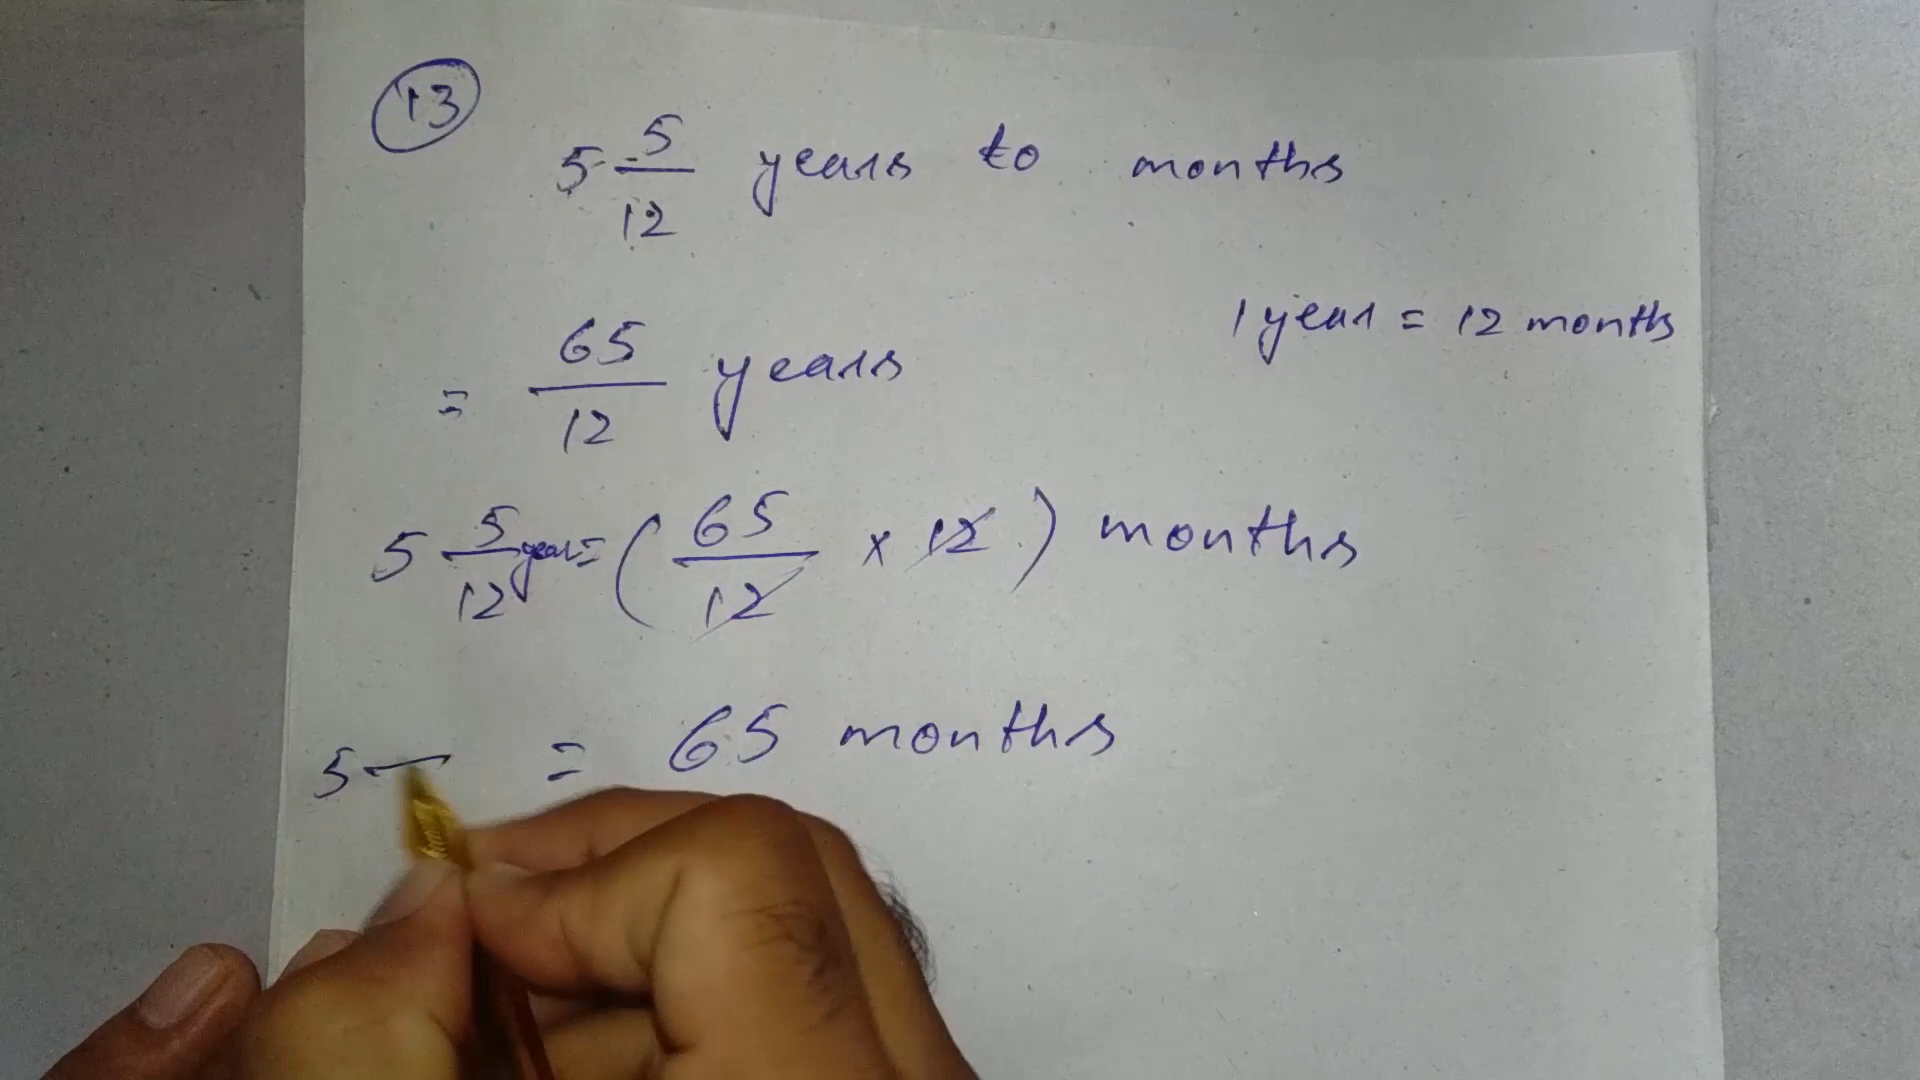 13
5 5/12 years to months
1 year = 12 months
= 65/12 years
5 5/12 years = ( 65/12 × 12 ) months
5 — = 65 months